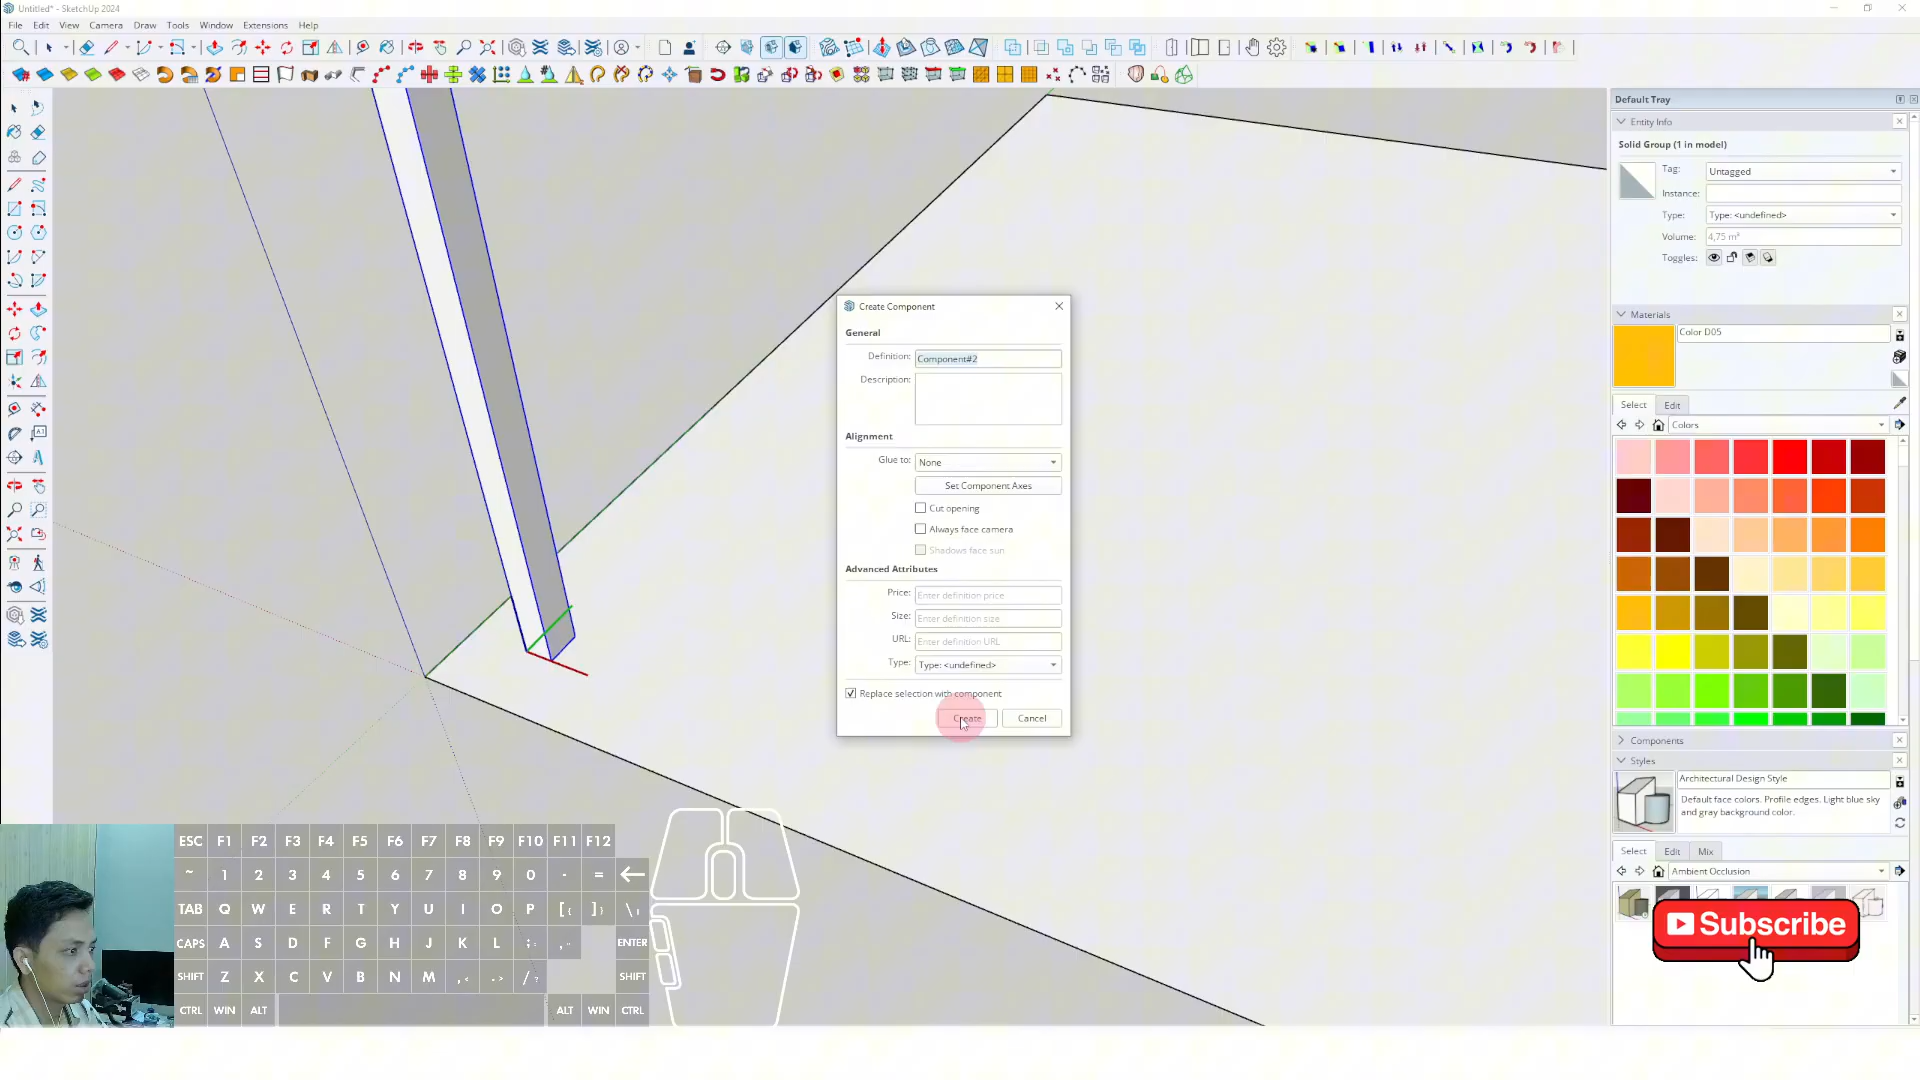 Untitled* - SketchUp 2024
File Edit View Camera Draw Tools Window Extensions Help
Default Tray
Entity Info
Solid Group (1 in model)
Tag: Untagged
Instance:
Type: Type: <undefined>
Volume: 4,75 m³
Toggles:
Materials
Color D05
Select Edit
Colors
Components
Styles
Architectural Design Style
Default face colors. Profile edges. Light blue sky
and gray background color.
Select Edit Mix
Ambient Occlusion
Subscribe
Create Component
General
Definition: Component#2
Description:
Alignment
Glue to: None
Set Component Axes
Cut opening
Always face camera
Shadows face sun
Advanced Attributes
Price: Enter definition price
Size: Enter definition size
URL: Enter definition URL
Type: Type: <undefined>
Replace selection with component
Create Cancel
ESC F1 F2 F3 F4 F5 F6 F7 F8 F9 F10 F11 F12
~ 1 2 3 4 5 6 7 8 9 0 - =
TAB Q W E R T Y U I O P [{ ]}
CAPS A S D F G H J K L ;: ENTER
SHIFT Z X C V B N M ,< .> /? SHIFT
CTRL WIN ALT ALT WIN CTRL